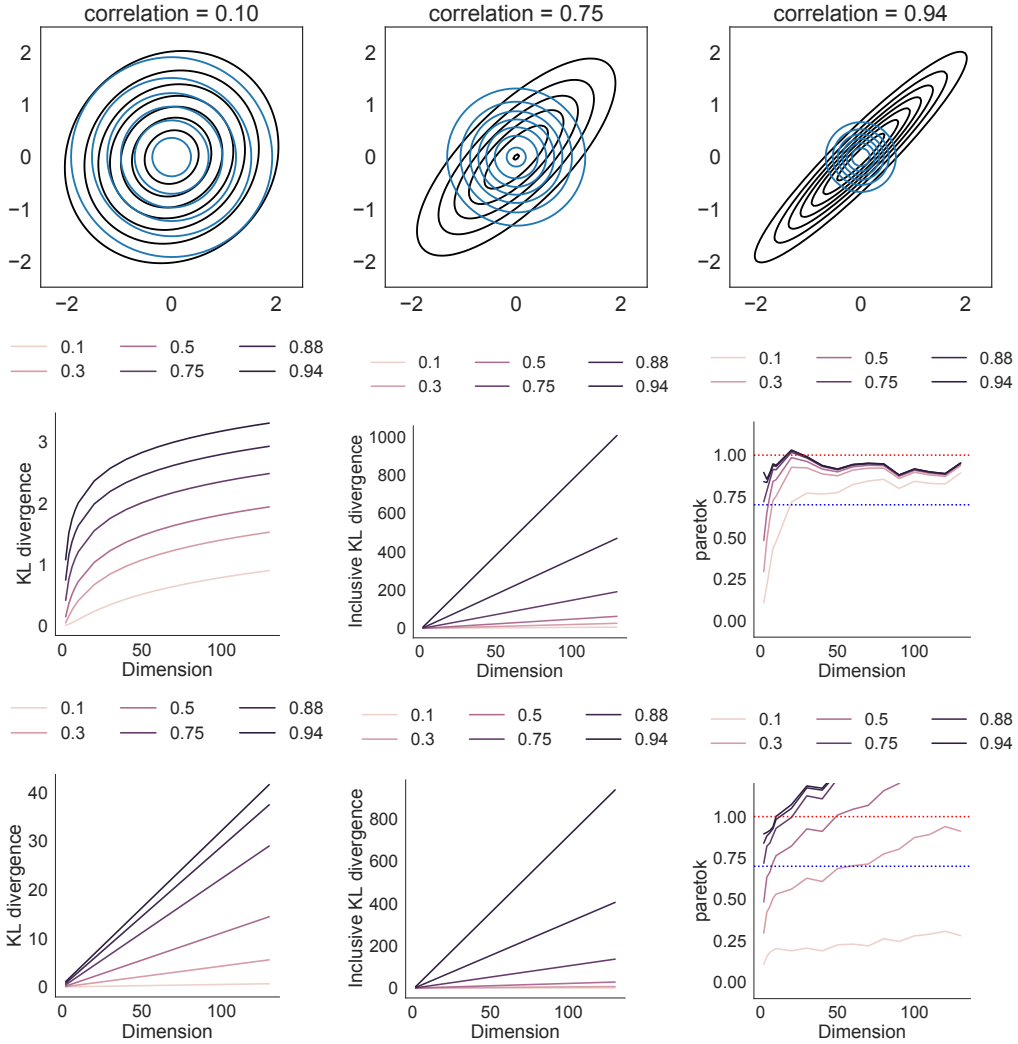 correlation = 0.10
correlation = 0.75
correlation = 0.94
2
1
0
−1
−2
−2 0 2
2
1
0
−1
−2
−2 0 2
2
1
0
−1
−2
−2 0 2
0.1 0.5 0.88
0.3 0.75 0.94
0.1 0.5 0.88
0.3 0.75 0.94
0.1 0.5 0.88
0.3 0.75 0.94
KL divergence
3
2
1
0
0 50 100
Dimension
Inclusive KL divergence
1000
800
600
400
200
0
0 50 100
Dimension
paretok
1.00
0.75
0.50
0.25
0.00
0 50 100
Dimension
0.1 0.5 0.88
0.3 0.75 0.94
0.1 0.5 0.88
0.3 0.75 0.94
0.1 0.5 0.88
0.3 0.75 0.94
KL divergence
40
30
20
10
0
0 50 100
Dimension
Inclusive KL divergence
800
600
400
200
0
0 50 100
Dimension
paretok
1.00
0.75
0.50
0.25
0.00
0 50 100
Dimension